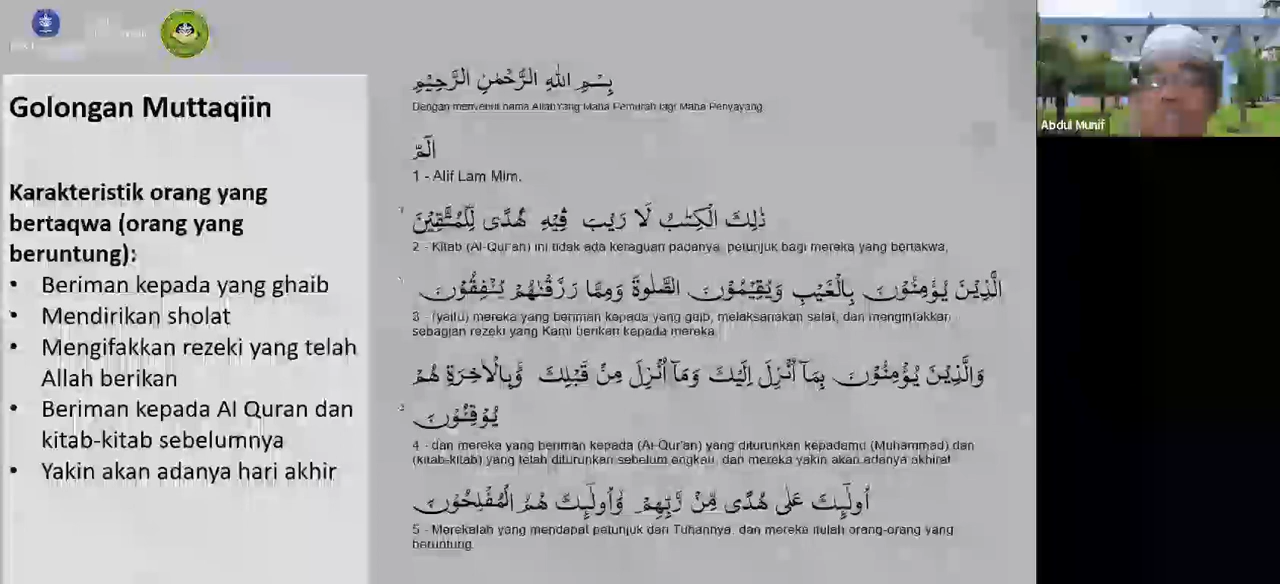 Golongan Muttaqiin
Karakteristik orang yang
bertaqwa (orang yang
beruntung):
• Beriman kepada yang ghaib
• Mendirikan sholat
• Mengifakkan rezeki yang telah
Allah berikan
• Beriman kepada Al Quran dan
kitab-kitab sebelumnya
• Yakin akan adanya hari akhir
بِسْمِ اللّٰهِ الرَّحْمٰنِ الرَّحِيْمِ
Dengan menyebut nama Allah Yang Maha Pemurah lagi Maha Penyayang
الٓمّٓ
1 - Alif Lam Mim.
ذٰلِكَ الْكِتٰبُ لَا رَيْبَ فِيْهِ هُدًى لِّلْمُتَّقِيْنَ
2 - Kitab (Al-Qur'an) ini tidak ada keraguan padanya, petunjuk bagi mereka yang bertakwa,
الَّذِيْنَ يُؤْمِنُوْنَ بِالْغَيْبِ وَيُقِيْمُوْنَ الصَّلٰوةَ وَمِمَّا رَزَقْنٰهُمْ يُنْفِقُوْنَ
3 - (yaitu) mereka yang beriman kepada yang gaib, melaksanakan salat, dan menginfakkan
sebagian rezeki yang Kami berikan kepada mereka,
وَالَّذِيْنَ يُؤْمِنُوْنَ بِمَآ اُنْزِلَ اِلَيْكَ وَمَآ اُنْزِلَ مِنْ قَبْلِكَ وَبِالْاٰخِرَةِ هُمْ
يُوْقِنُوْنَ
4 - dan mereka yang beriman kepada (Al-Qur'an) yang diturunkan kepadamu (Muhammad) dan
(kitab-kitab) yang telah diturunkan sebelum engkau, dan mereka yakin akan adanya akhirat
اُولٰۤىِٕكَ عَلٰى هُدًى مِّنْ رَّبِّهِمْ وَاُولٰۤىِٕكَ هُمُ الْمُفْلِحُوْنَ
5 - Merekalah yang mendapat petunjuk dari Tuhannya, dan mereka itulah orang-orang yang
beruntung.
Abdul Munif